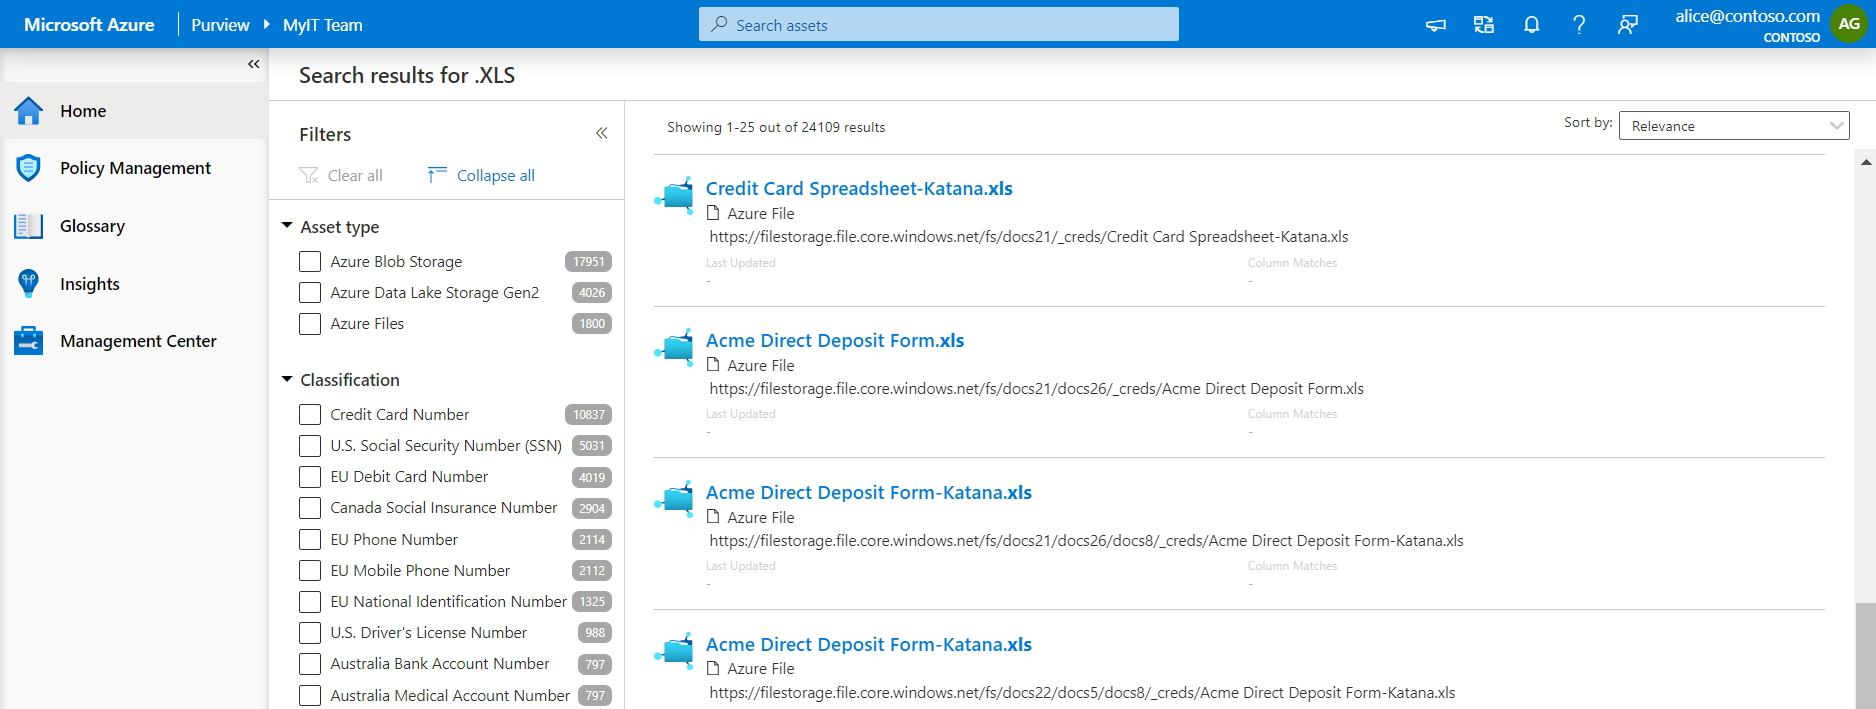 Microsoft Azure Purview MyIT Team Search assets alice@contoso.com AG
CONTOSO
Search results for .XLS
Home
Policy Management
Glossary
Insights
Management Center
Filters
Clear all Collapse all
Asset type
Azure Blob Storage 17951
Azure Data Lake Storage Gen2 4026
Azure Files 1800
Classification
Credit Card Number 10837
U.S. Social Security Number (SSN) 5031
EU Debit Card Number 4019
Canada Social Insurance Number 2904
EU Phone Number 2114
EU Mobile Phone Number 2112
EU National Identification Number 1325
U.S. Driver's License Number 988
Australia Bank Account Number 797
Australia Medical Account Number 797
Showing 1-25 out of 24109 results Sort by: Relevance
Credit Card Spreadsheet-Katana.xls
Azure File
https://filestorage.file.core.windows.net/fs/docs21/_creds/Credit Card Spreadsheet-Katana.xls
Last Updated Column Matches
- -
Acme Direct Deposit Form.xls
Azure File
https://filestorage.file.core.windows.net/fs/docs21/docs26/_creds/Acme Direct Deposit Form.xls
Last Updated Column Matches
- -
Acme Direct Deposit Form-Katana.xls
Azure File
https://filestorage.file.core.windows.net/fs/docs21/docs26/docs8/_creds/Acme Direct Deposit Form-Katana.xls
Last Updated Column Matches
- -
Acme Direct Deposit Form-Katana.xls
Azure File
https://filestorage.file.core.windows.net/fs/docs22/docs5/docs8/_creds/Acme Direct Deposit Form-Katana.xls